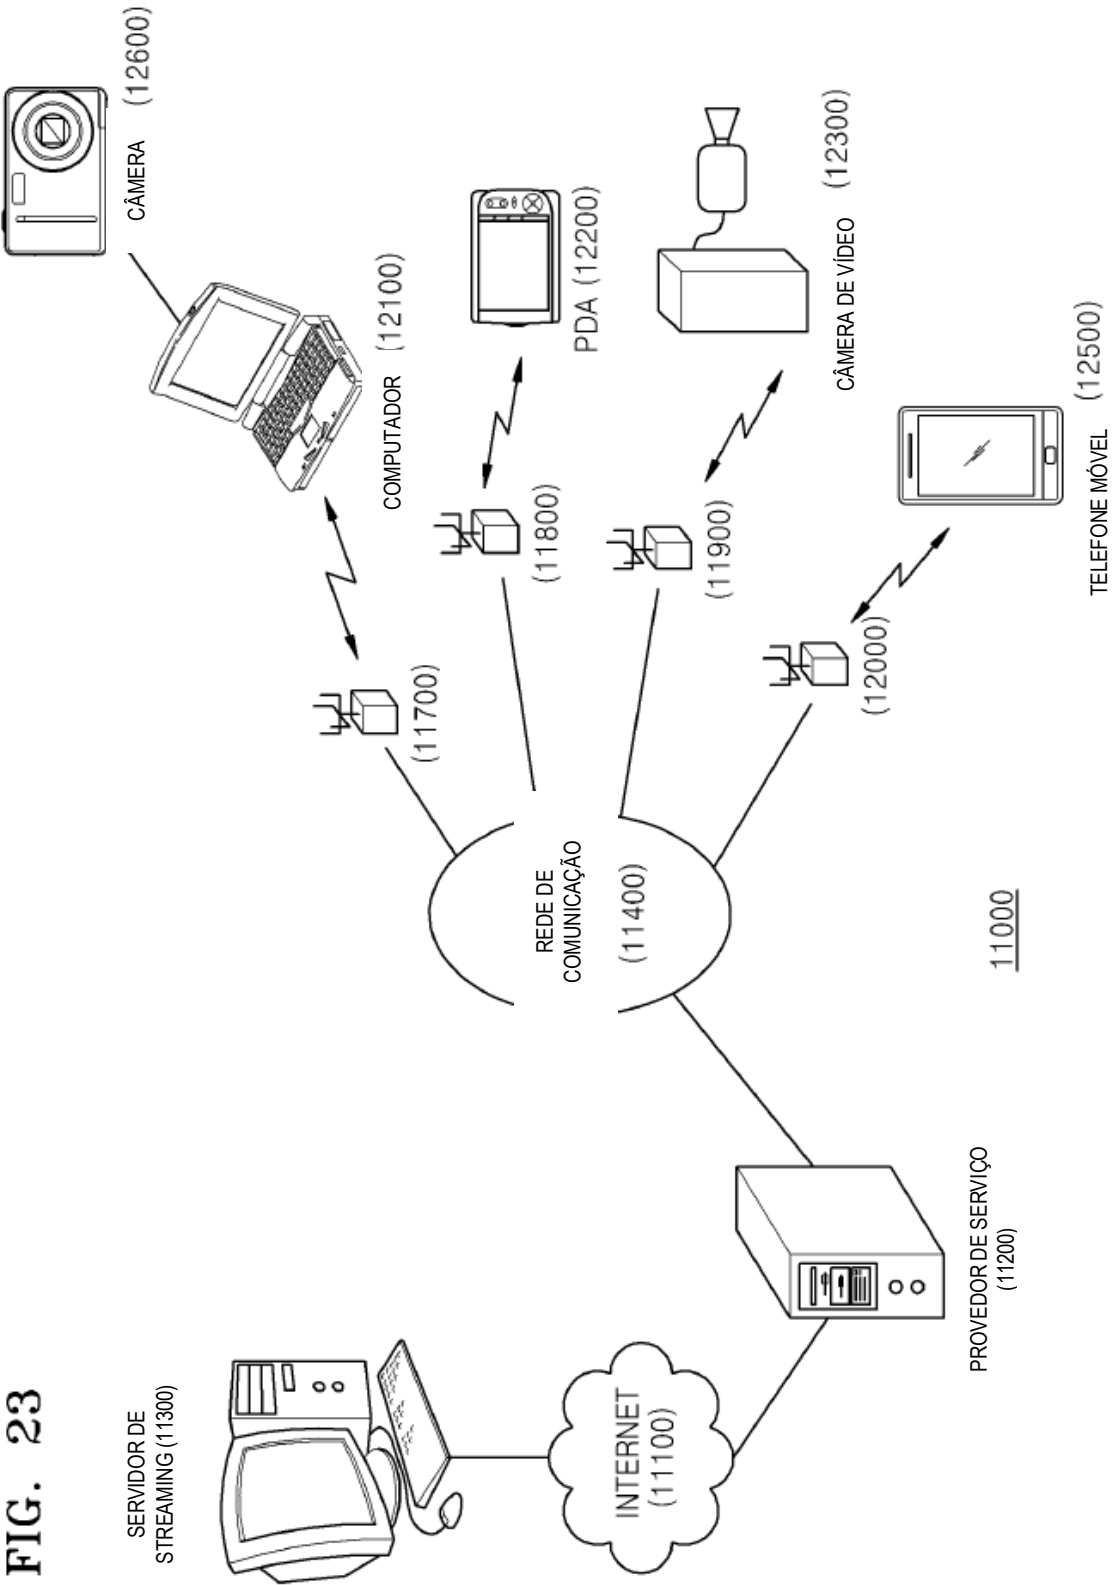 FIG. 23
SERVIDOR DE
STREAMING (11300)
INTERNET
(11100)
PROVEDOR DE SERVIÇO
(11200)
REDE DE
COMUNICAÇÃO
(11400)
11000
(11700)
(11800)
(11900)
(12000)
CÂMERA (12600)
COMPUTADOR (12100)
PDA (12200)
CÂMERA DE VÍDEO (12300)
TELEFONE MÓVEL (12500)